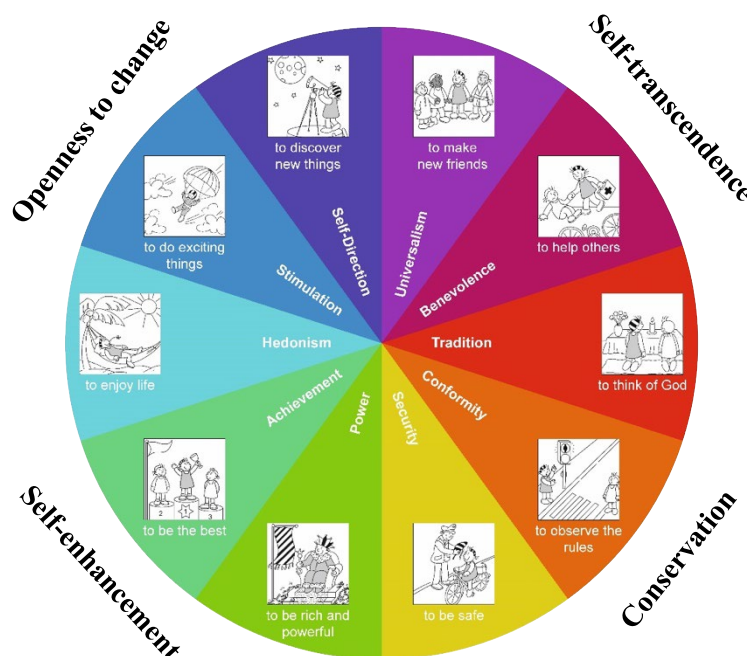 Openness to change
Self-transcendence
to discover
new things
to make
new friends
to do exciting
things
to help others
Self-Direction
Universalism
Stimulation
Benevolence
Hedonism
Tradition
to enjoy life
to think of God
Achievement
Conformity
Power
Security
to be the best
2
1
3
to observe the
rules
to be rich and
powerful
to be safe
Self-enhancement
Conservation